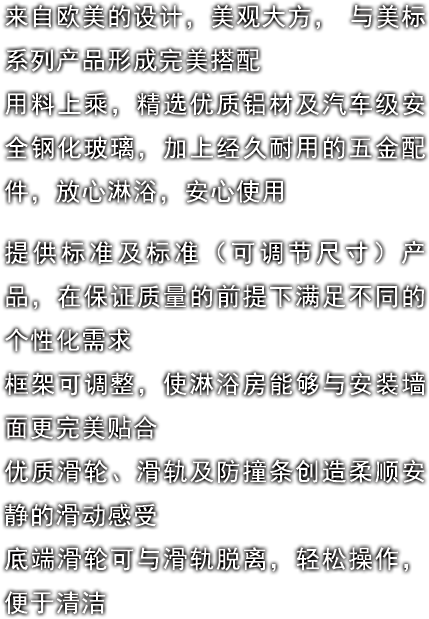 来自欧美的设计，美观大方， 与美标
系列产品形成完美搭配
用料上乘，精选优质铝材及汽车级安
全钢化玻璃，加上经久耐用的五金配
件，放心淋浴，安心使用
提供标准及标准（可调节尺寸）产
品，在保证质量的前提下满足不同的
个性化需求
框架可调整，使淋浴房能够与安装墙
面更完美贴合
优质滑轮、滑轨及防撞条创造柔顺安
静的滑动感受
底端滑轮可与滑轨脱离，轻松操作，
便于清洁